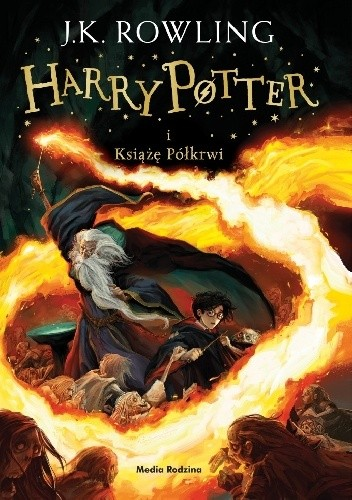 J.K. ROWLING
HARRY POTTER
i
Książę Półkrwi
Media Rodzina